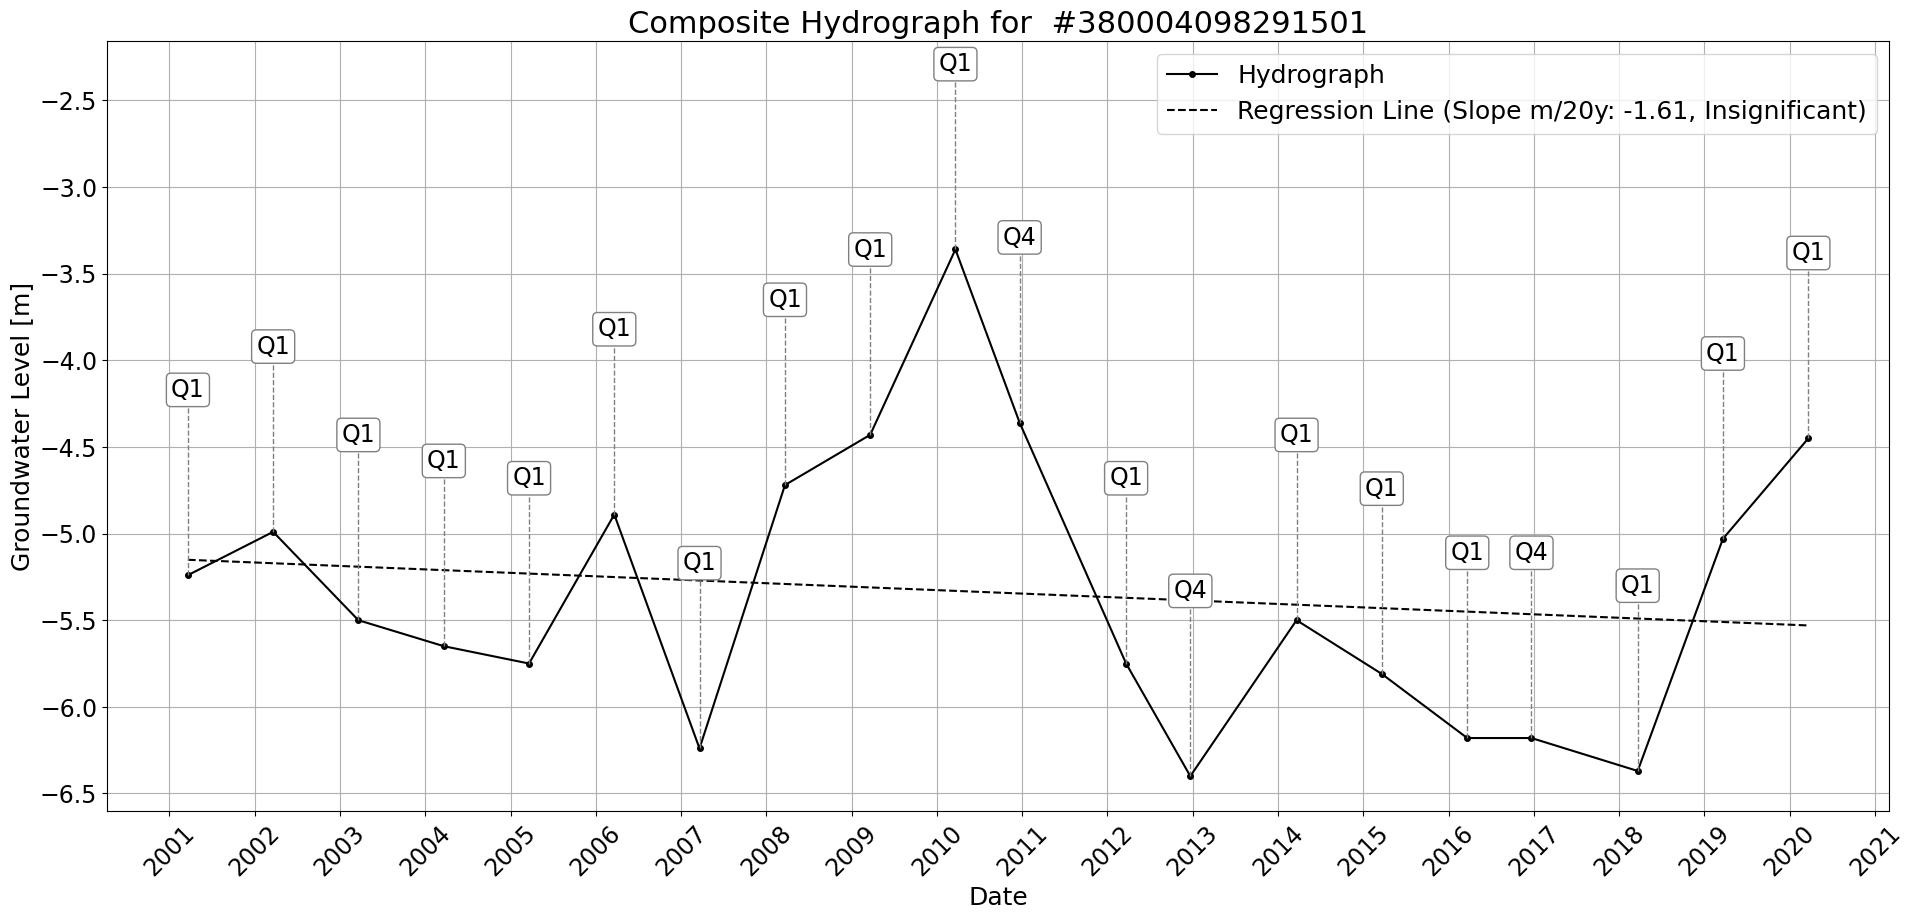 Composite Hydrograph for  #380004098291501
Hydrograph
Regression Line (Slope m/20y: -1.61, Insignificant)
Groundwater Level [m]
−2.5
−3.0
−3.5
−4.0
−4.5
−5.0
−5.5
−6.0
−6.5
Q1
Q1
Q1
Q1
Q1
Q1
Q1
Q1
Q1
Q1
Q4
Q1
Q4
Q1
Q1
Q1
Q4
Q1
Q1
Q1
2001
2002
2003
2004
2005
2006
2007
2008
2009
2010
2011
2012
2013
2014
2015
2016
2017
2018
2019
2020
2021
Date